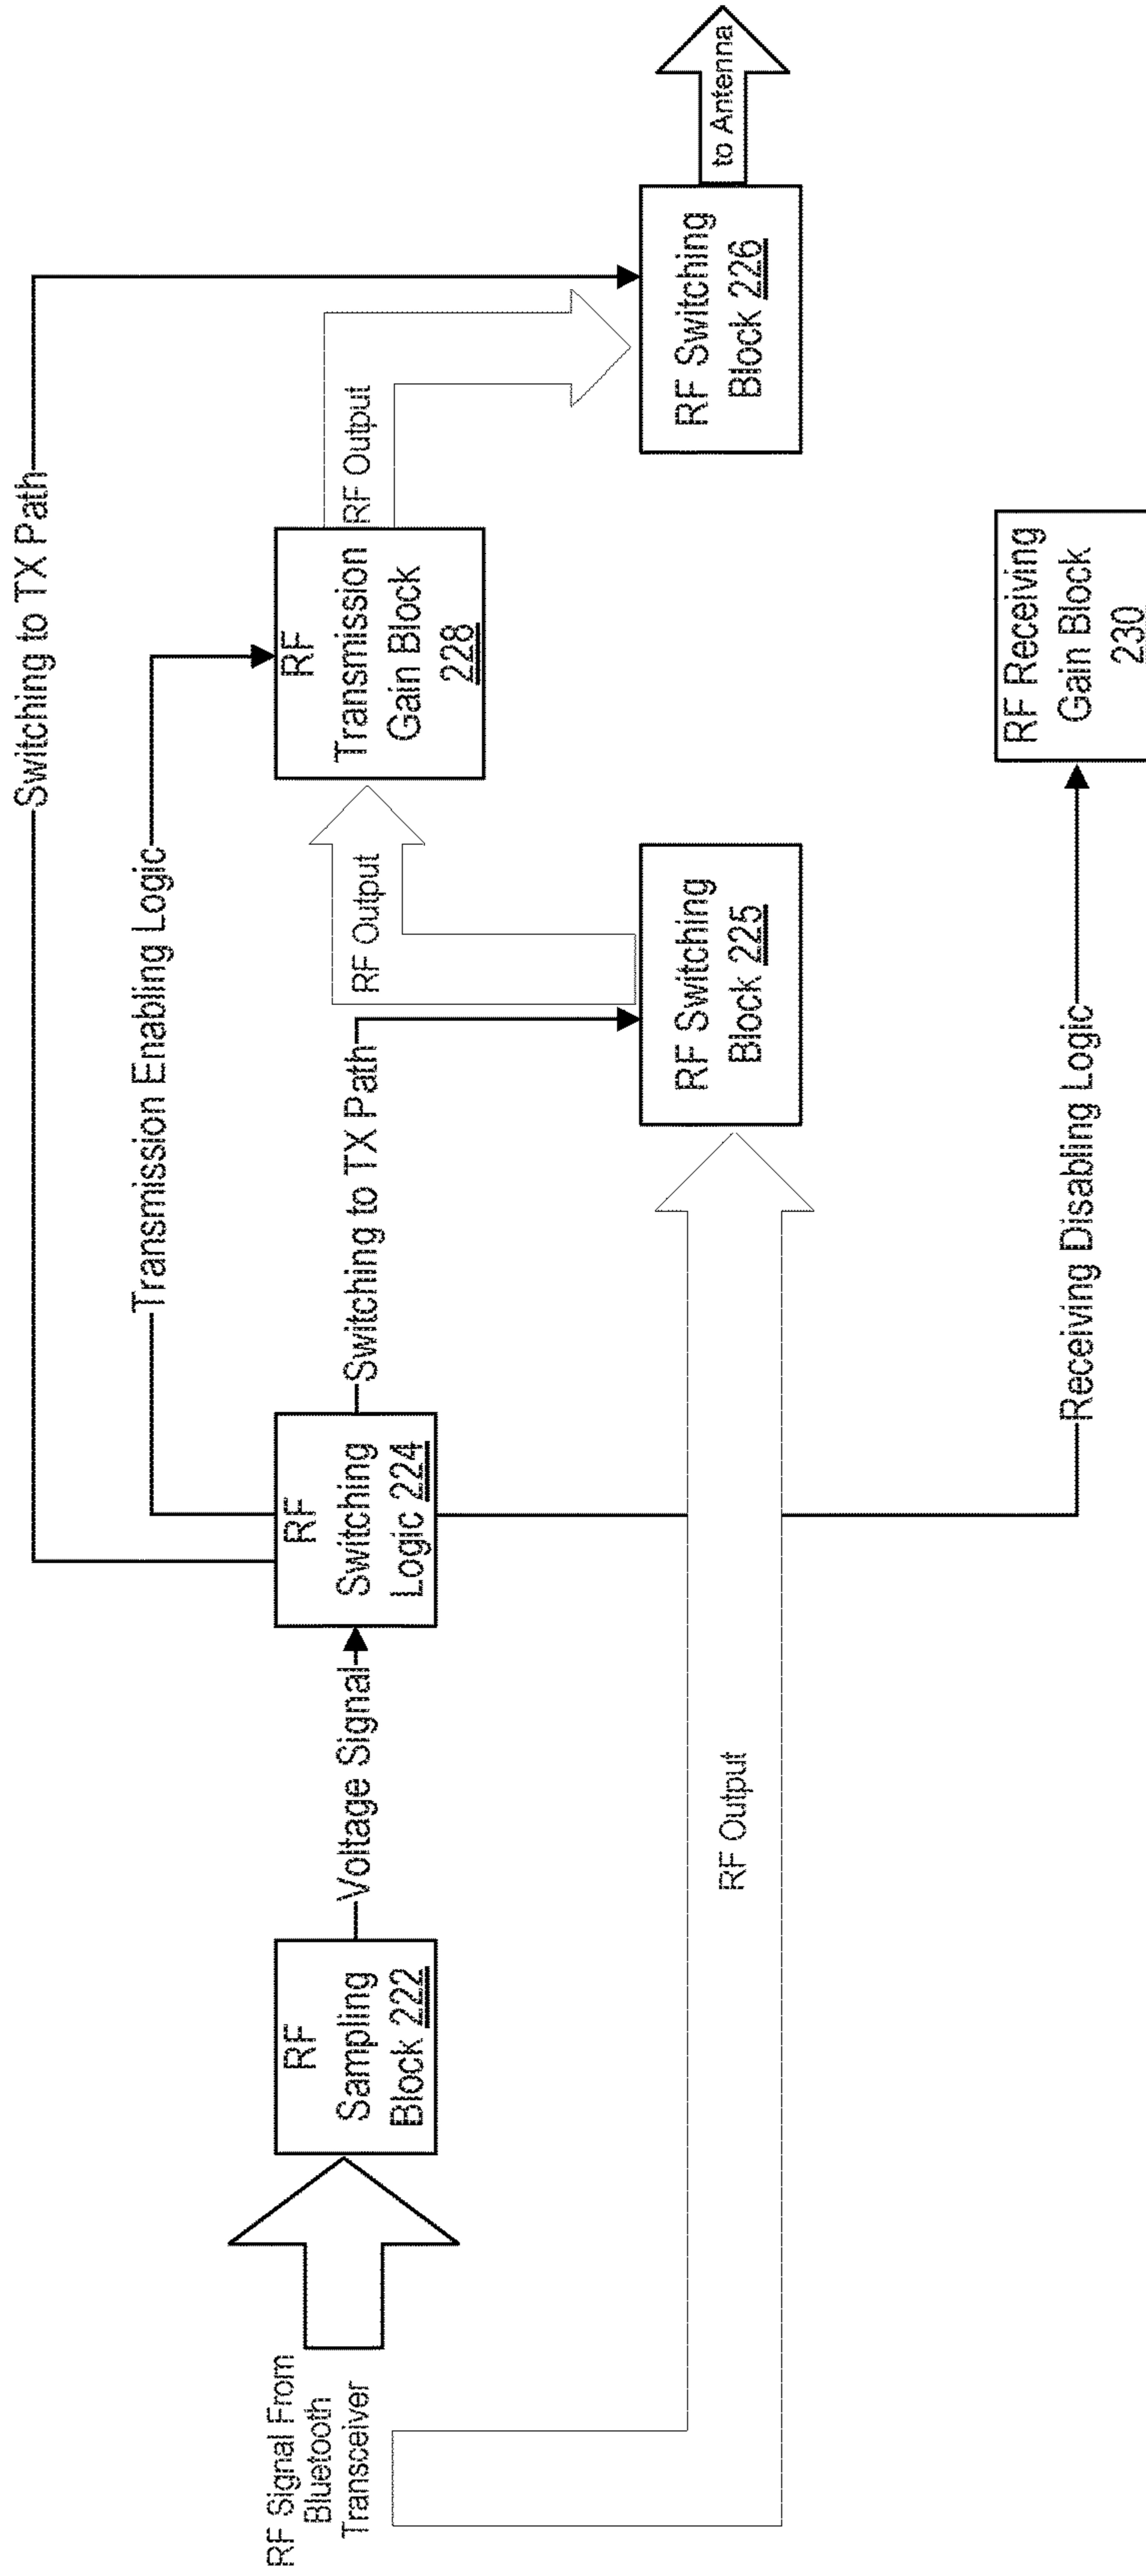 Switching to TX Path
Transmission Enabling Logic
RF Signal From
Bluetooth
Transceiver
RF
Sampling
Block 222
Voltage Signal
RF
Switching
Logic 224
Switching to TX Path
RF Output
RF
Transmission
Gain Block
228
RF Output
RF Output
RF Switching
Block 225
RF Switching
Block 226
to Antenna
Receiving Disabling Logic
RF Receiving
Gain Block
230